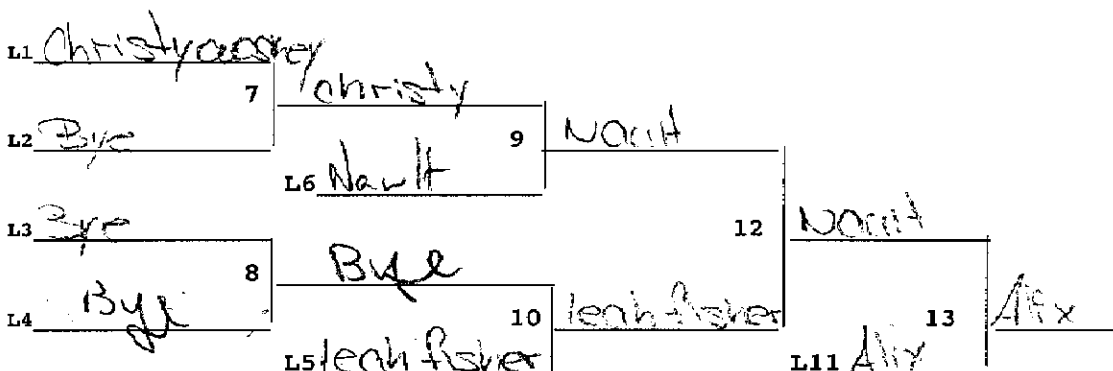 L1 Christy
7 Christy
L2 Bye
9 Nault
L6 Nault
L3 Bye
12 Nault
8 Bye
L4 Bye
10 leah fisher
13 Alix
L5 leah fisher
L11 Alix